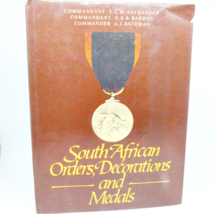 COMMANDANT E.G.M. ALEXANDER
COMMANDANT G.K.B. BARRON
COMMANDER A.J. BATEMAN
South African
Orders, Decorations
and
Medals